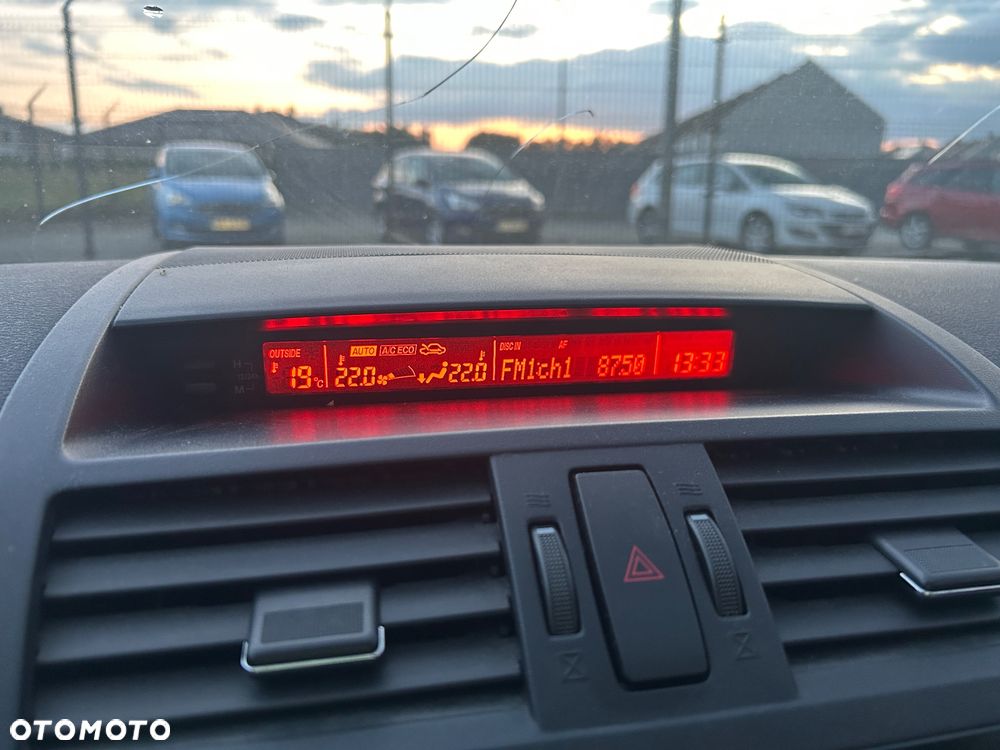 OUTSIDE AUTO A/C ECO DISC IN AF
19°C 22.0 22.0 FM1ch1 87.50 13:33
H
M
OTOMOTO